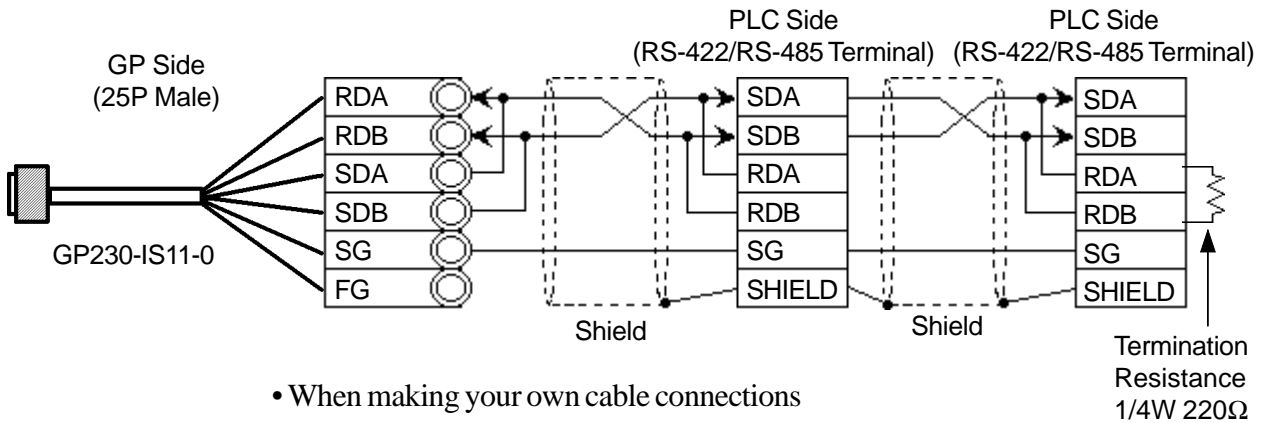 PLC Side
(RS-422/RS-485 Terminal)
PLC Side
(RS-422/RS-485 Terminal)
GP Side
(25P Male)
GP230-IS11-0
RDA
RDB
SDA
SDB
SG
FG
Shield
SDA
SDB
RDA
RDB
SG
SHIELD
Shield
SDA
SDB
RDA
RDB
SG
SHIELD
Termination
Resistance
1/4W 220Ω
• When making your own cable connections